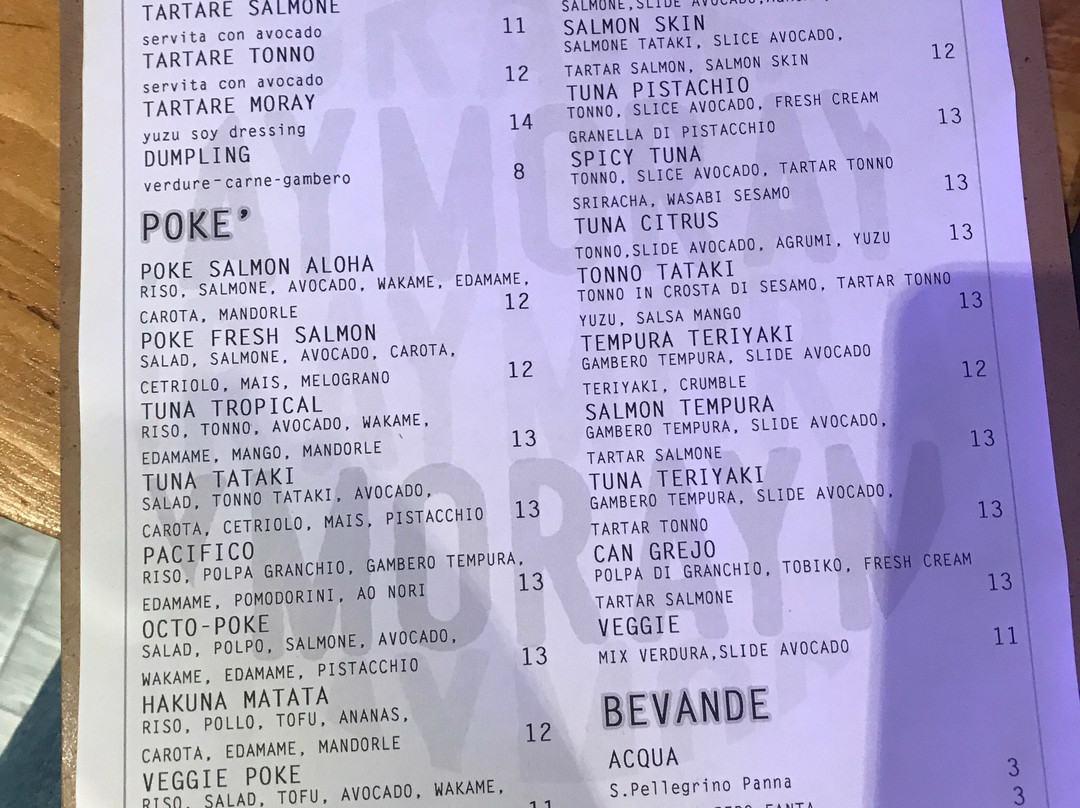 TARTARE SALMONE
servita con avocado 11
TARTARE TONNO
servita con avocado 12
TARTARE MORAY
yuzu soy dressing 14
DUMPLING
verdure-carne-gambero 8
POKE'
POKE SALMON ALOHA
RISO, SALMONE, AVOCADO, WAKAME, EDAMAME,
CAROTA, MANDORLE 12
POKE FRESH SALMON
SALAD, SALMONE, AVOCADO, CAROTA,
CETRIOLO, MAIS, MELOGRANO 12
TUNA TROPICAL
RISO, TONNO, AVOCADO, WAKAME,
EDAMAME, MANGO, MANDORLE 13
TUNA TATAKI
SALAD, TONNO TATAKI, AVOCADO,
CAROTA, CETRIOLO, MAIS, PISTACCHIO 13
PACIFICO
RISO, POLPA GRANCHIO, GAMBERO TEMPURA,
EDAMAME, POMODORINI, AO NORI 13
OCTO-POKE
SALAD, POLPO, SALMONE, AVOCADO,
WAKAME, EDAMAME, PISTACCHIO 13
HAKUNA MATATA
RISO, POLLO, TOFU, ANANAS,
CAROTA, EDAMAME, MANDORLE 12
VEGGIE POKE
RISO, SALAD, TOFU, AVOCADO, WAKAME,
11
SALMONE, SLIDE AVOCADO,
SALMON SKIN
SALMONE TATAKI, SLICE AVOCADO,
TARTAR SALMON, SALMON SKIN 12
TUNA PISTACHIO
TONNO, SLICE AVOCADO, FRESH CREAM
GRANELLA DI PISTACCHIO 13
SPICY TUNA
TONNO, SLICE AVOCADO, TARTAR TONNO
SRIRACHA, WASABI SESAMO 13
TUNA CITRUS
TONNO,SLIDE AVOCADO, AGRUMI, YUZU 13
TONNO TATAKI
TONNO IN CROSTA DI SESAMO, TARTAR TONNO
YUZU, SALSA MANGO 13
TEMPURA TERIYAKI
GAMBERO TEMPURA, SLIDE AVOCADO
TERIYAKI, CRUMBLE 12
SALMON TEMPURA
GAMBERO TEMPURA, SLIDE AVOCADO,
TARTAR SALMONE 13
TUNA TERIYAKI
GAMBERO TEMPURA, SLIDE AVOCADO,
TARTAR TONNO 13
CAN GREJO
POLPA DI GRANCHIO, TOBIKO, FRESH CREAM
TARTAR SALMONE 13
VEGGIE
MIX VERDURA,SLIDE AVOCADO 11
BEVANDE
ACQUA
S.Pellegrino Panna 3
FANTA 3